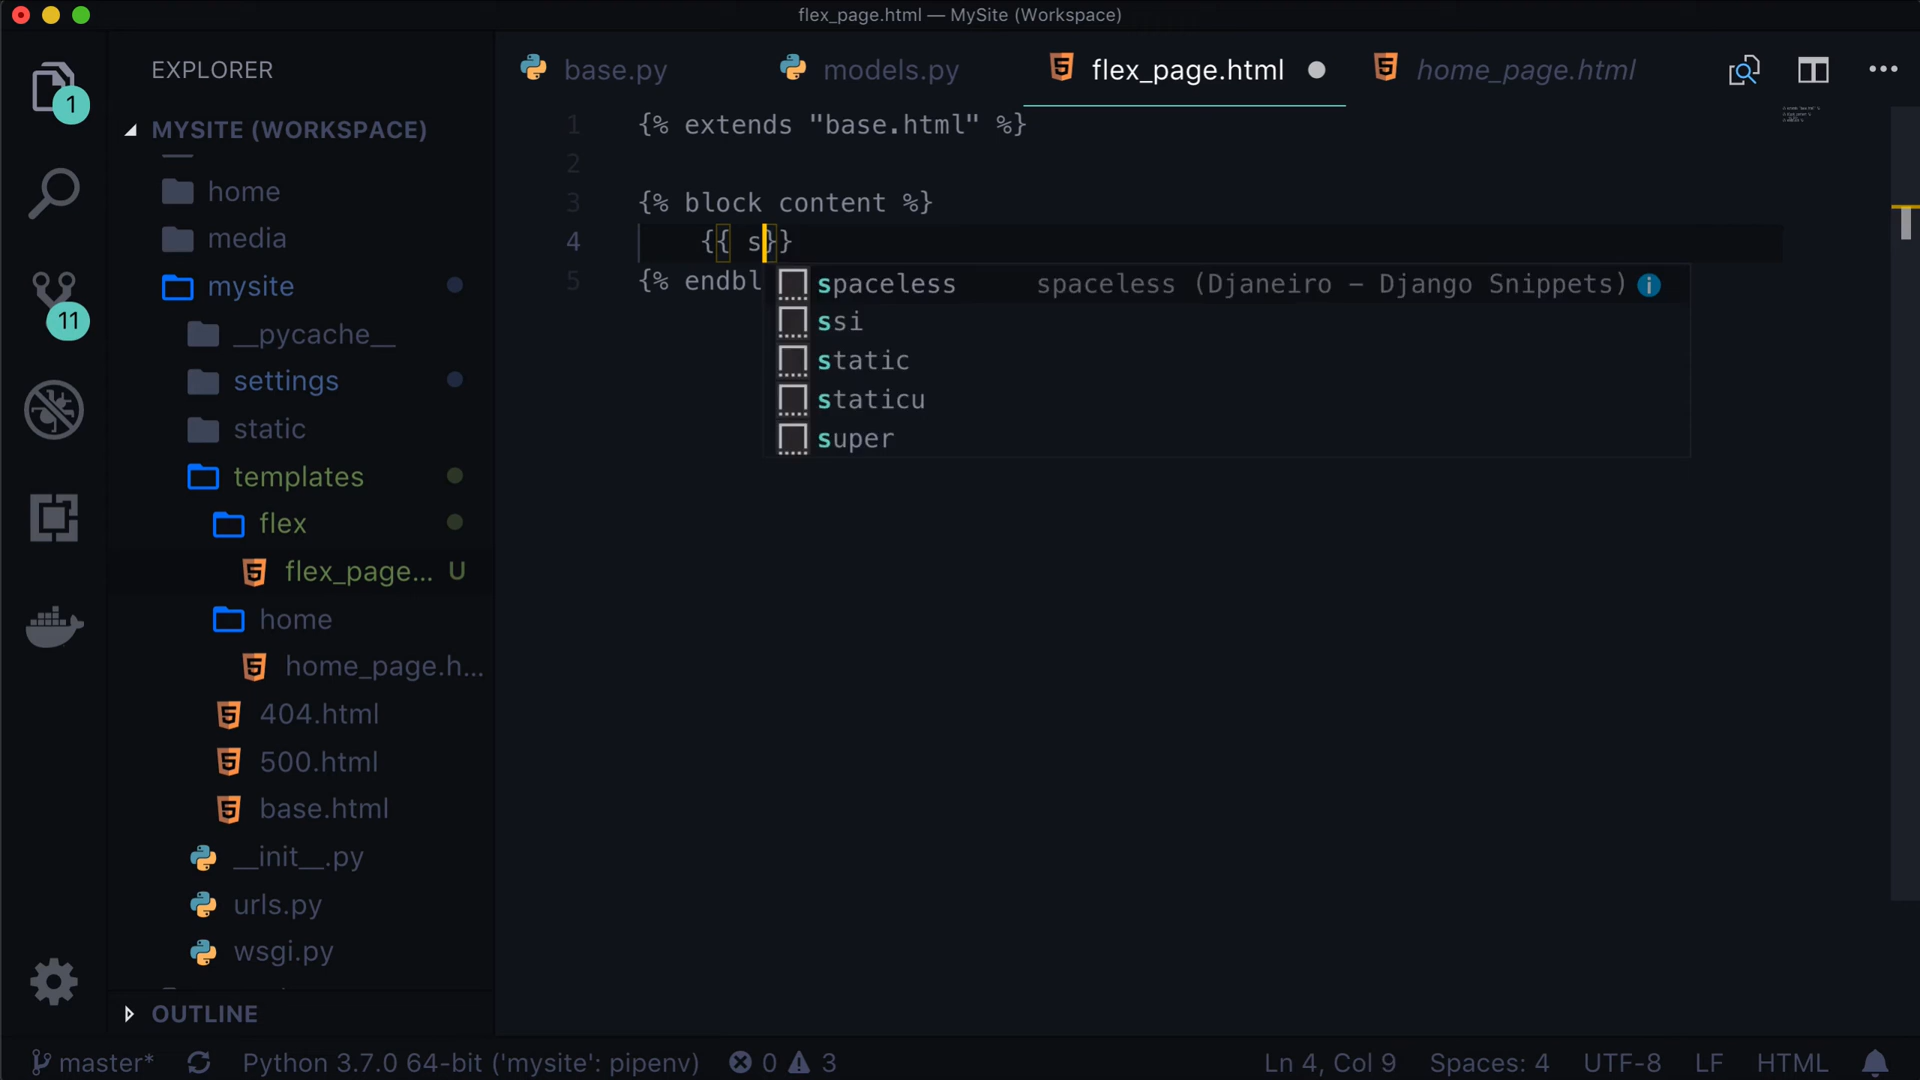 flex_page.html — MySite (Workspace)
EXPLORER
1
11
MYSITE (WORKSPACE)
home
media
mysite
__pycache__
settings
static
templates
flex
flex_page... U
home
home_page.h...
404.html
500.html
base.html
__init__.py
urls.py
wsgi.py
OUTLINE
base.py
models.py
flex_page.html
home_page.html
1 {% extends "base.html" %}
2
3 {% block content %}
4 {{ s}}
5 {% endbl
spaceless spaceless (Djaneiro – Django Snippets)
ssi
static
staticu
super
master* Python 3.7.0 64-bit ('mysite': pipenv) 0 3 Ln 4, Col 9 Spaces: 4 UTF-8 LF HTML